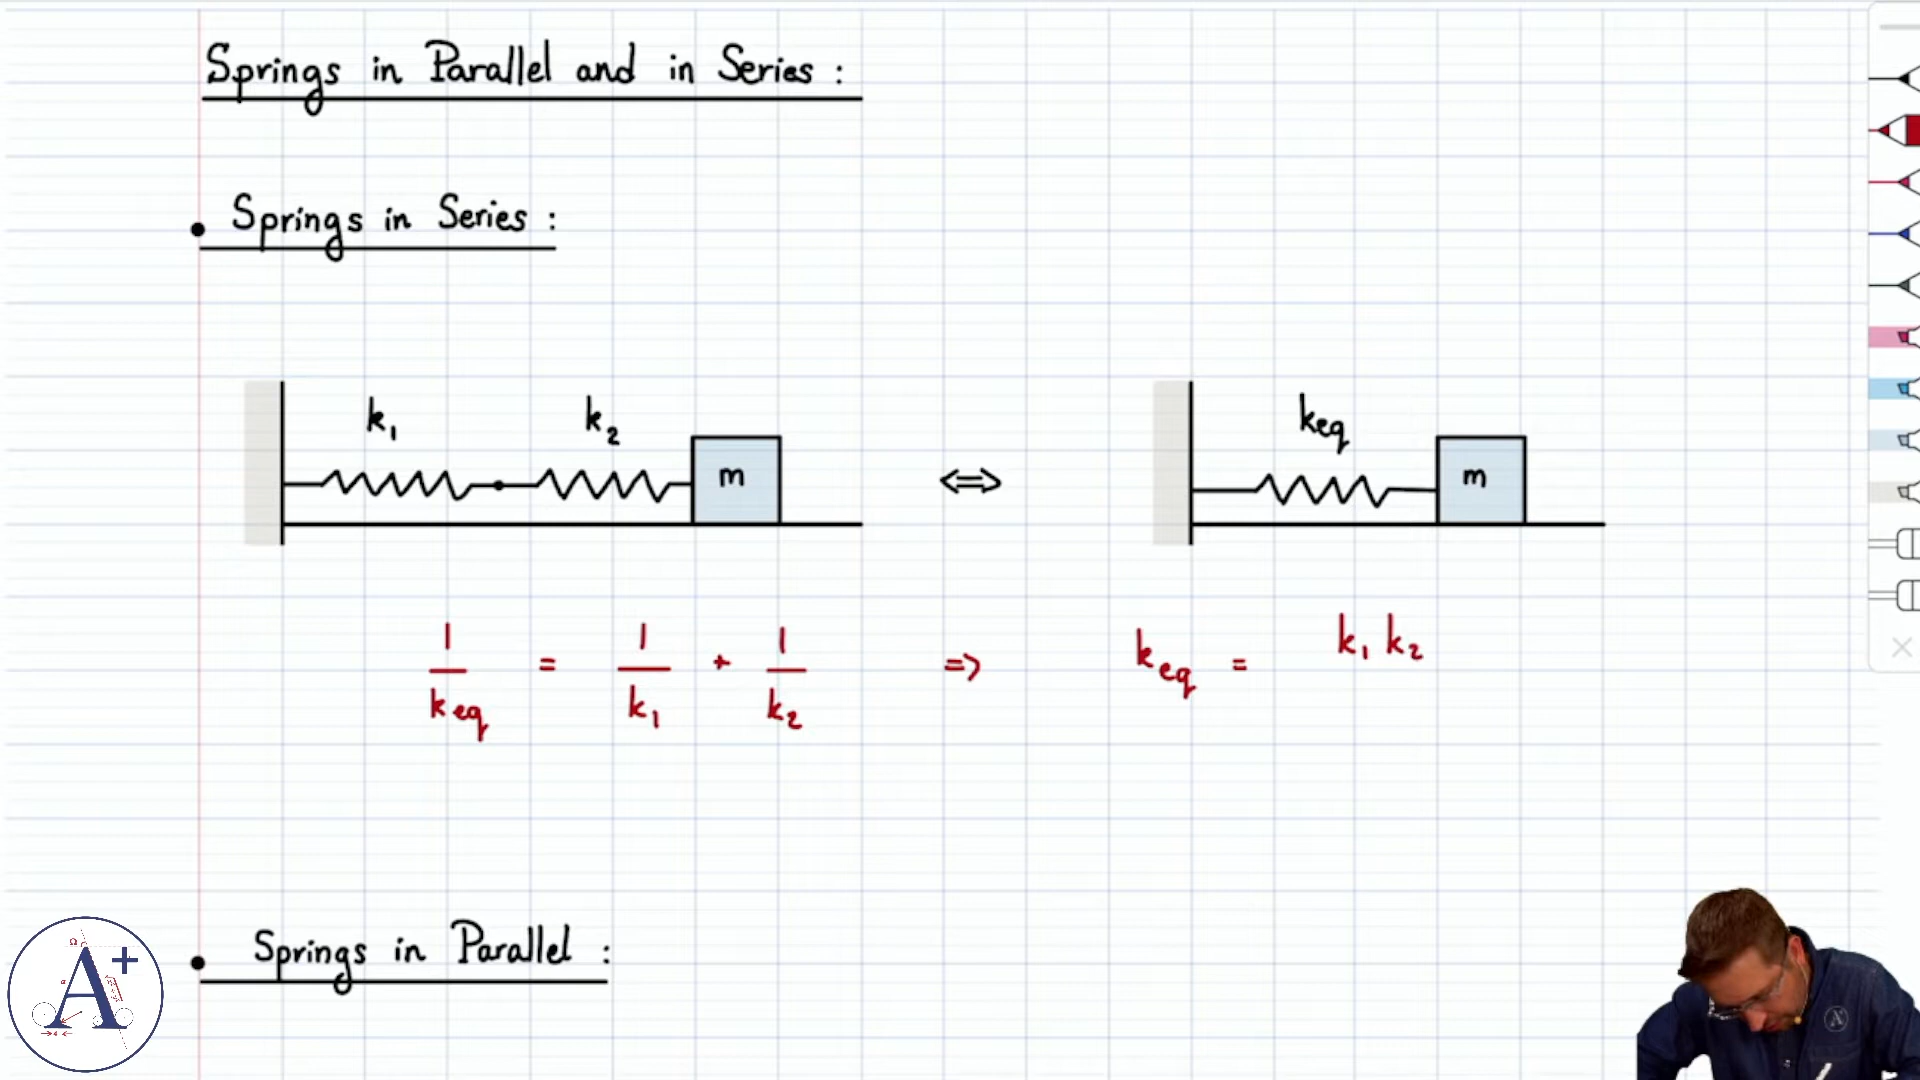 Springs in Parallel and in Series :
• Springs in Series :
k₁ k₂ m ⇔ keq m
1/keq = 1/k₁ + 1/k₂ => keq = k₁ k₂
• Springs in Parallel :
A+